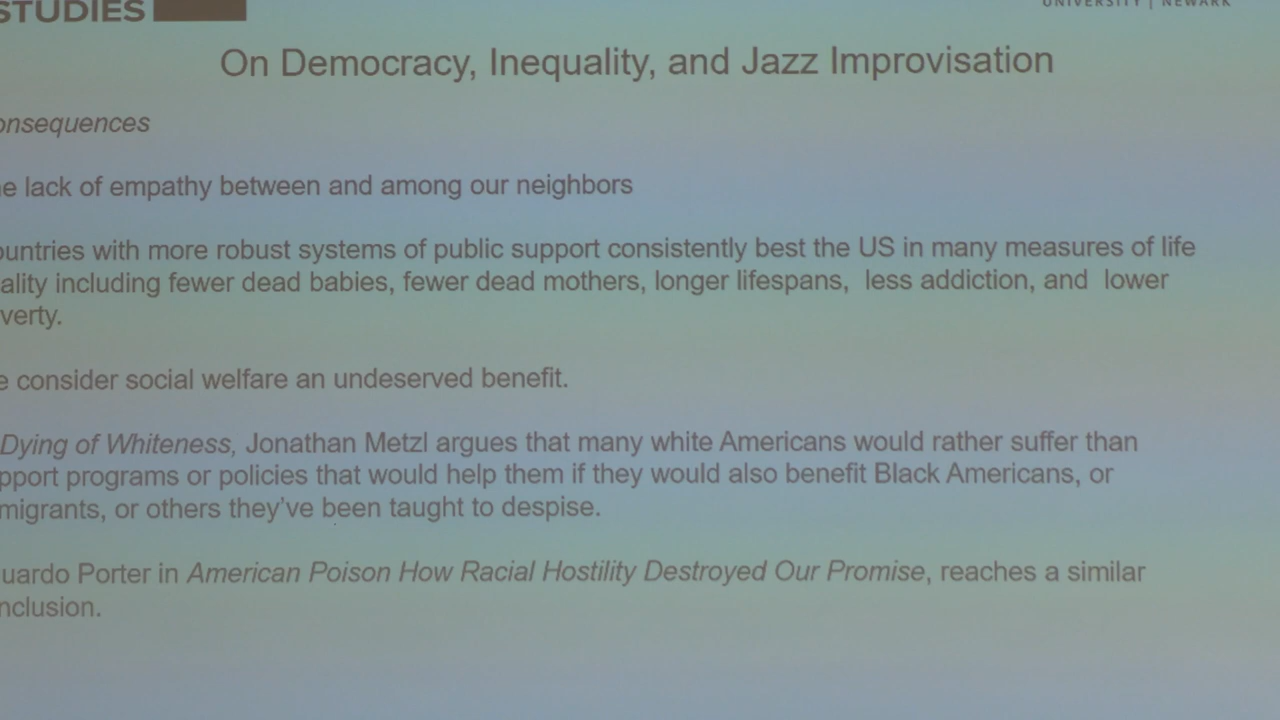 STUDIES
UNIVERSITY | NEWARK
On Democracy, Inequality, and Jazz Improvisation
onsequences
e lack of empathy between and among our neighbors
ountries with more robust systems of public support consistently best the US in many measures of life
ality including fewer dead babies, fewer dead mothers, longer lifespans, less addiction, and lower
verty.
e consider social welfare an undeserved benefit.
Dying of Whiteness, Jonathan Metzl argues that many white Americans would rather suffer than
pport programs or policies that would help them if they would also benefit Black Americans, or
migrants, or others they've been taught to despise.
uardo Porter in American Poison How Racial Hostility Destroyed Our Promise, reaches a similar
nclusion.